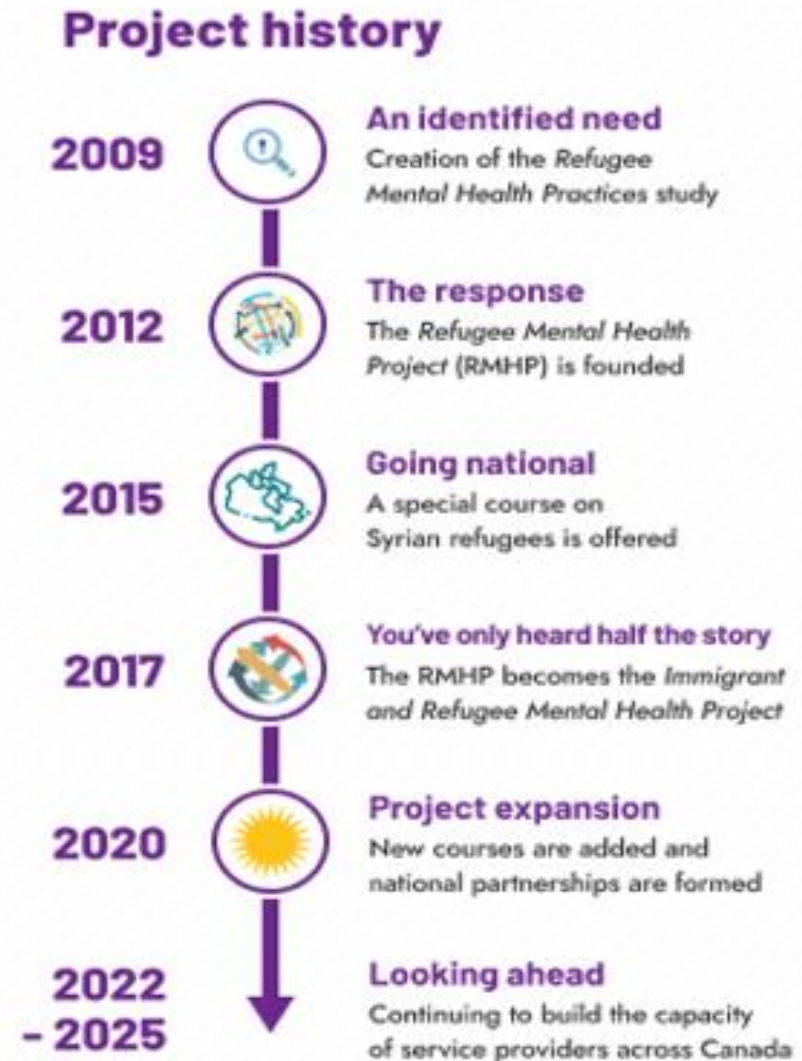 Project history
2009
An identified need
Creation of the Refugee
Mental Health Practices study
2012
The response
The Refugee Mental Health
Project (RMHP) is founded
2015
Going national
A special course on
Syrian refugees is offered
2017
You've only heard half the story
The RMHP becomes the Immigrant
and Refugee Mental Health Project
2020
Project expansion
New courses are added and
national partnerships are formed
2022
– 2025
Looking ahead
Continuing to build the capacity
of service providers across Canada